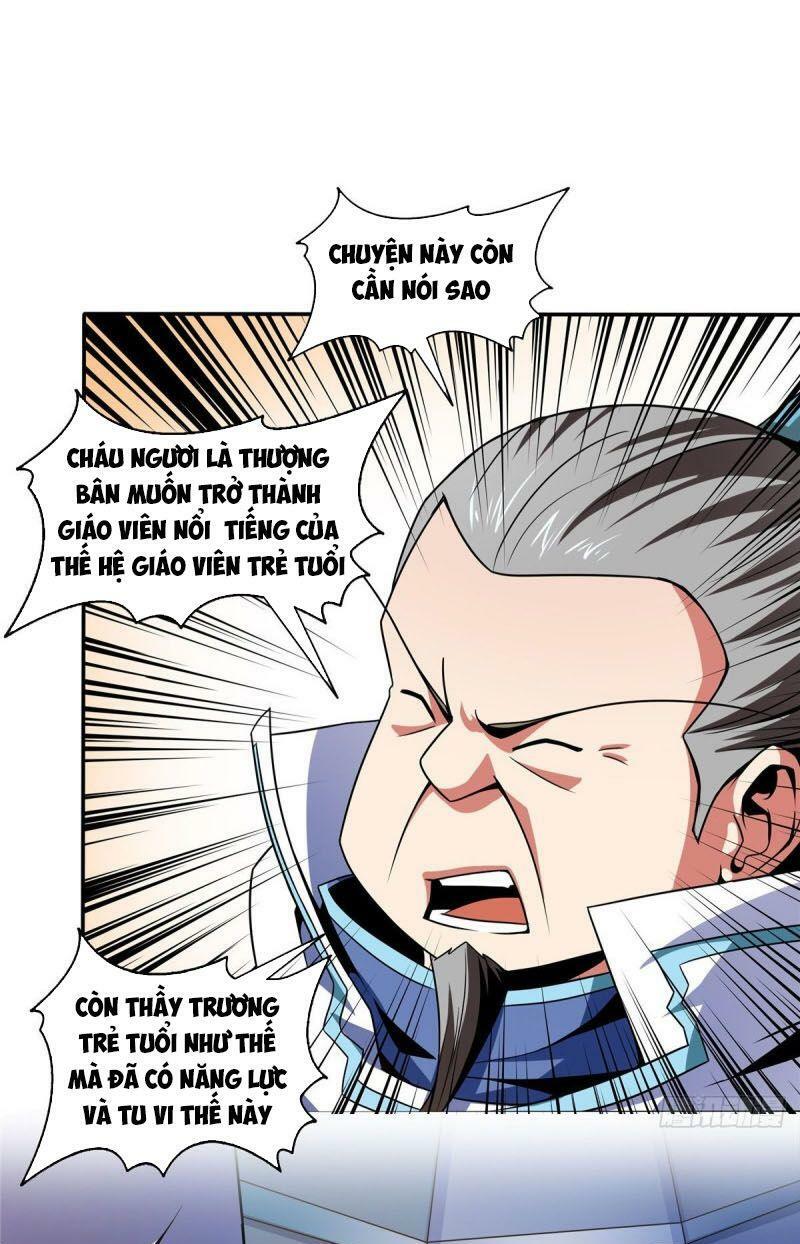 CHUYỆN NÀY CÒN
CẦN NÓI SAO
CHÁU NGƯƠI LÀ THƯỢNG
BÂN MUỐN TRỞ THÀNH
GIÁO VIÊN NỔI TIẾNG CỦA
THẾ HỆ GIÁO VIÊN TRẺ TUỔI
CÒN THẦY TRƯƠNG
TRẺ TUỔI NHƯ THẾ
MÀ ĐÃ CÓ NĂNG LỰC
VÀ TU VI THẾ NÀY